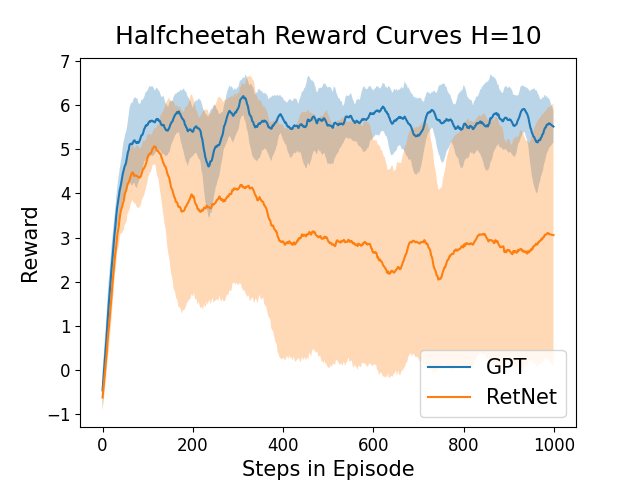 Halfcheetah Reward Curves H=10
7
6
5
4
3
2
1
0
−1
Reward
GPT
RetNet
0 200 400 600 800 1000
Steps in Episode